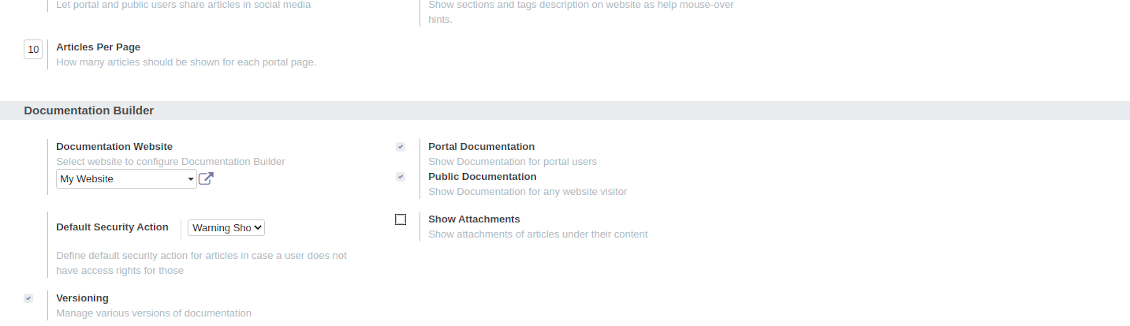 Let portal and public users share articles in social media
Show sections and tags description on website as help mouse-over
hints.
10
Articles Per Page
How many articles should be shown for each portal page.
Documentation Builder
Documentation Website
Select website to configure Documentation Builder
My Website
Portal Documentation
Show Documentation for portal users
Public Documentation
Show Documentation for any website visitor
Default Security Action
Warning Sho
Define default security action for articles in case a user does not
have access rights for those
Show Attachments
Show attachments of articles under their content
Versioning
Manage various versions of documentation